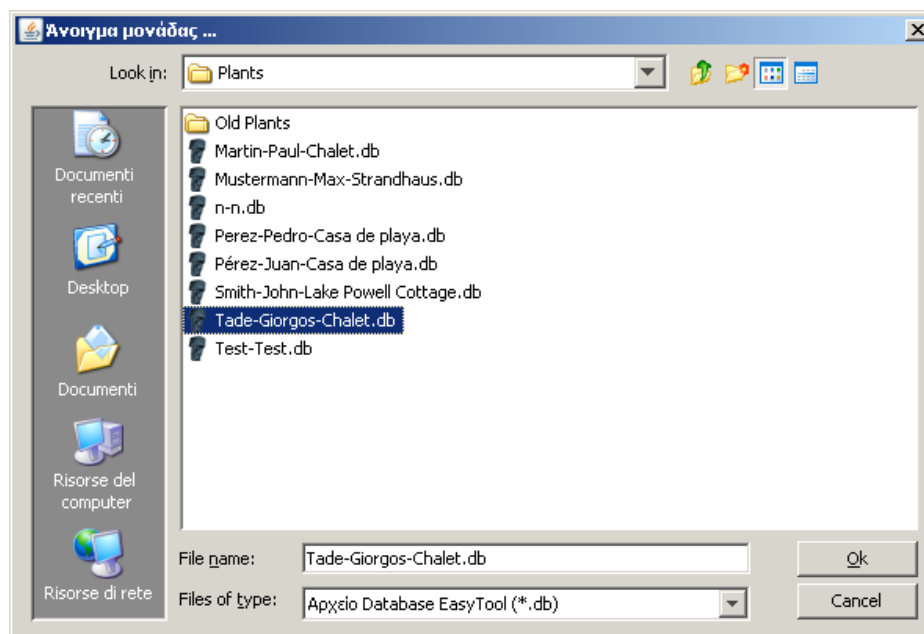 Άνοιγμα μονάδας ...
Look in:
Plants
Documenti
recenti
Desktop
Documenti
Risorse del
computer
Risorse di rete
Old Plants
Martin-Paul-Chalet.db
Mustermann-Max-Strandhaus.db
n-n.db
Perez-Pedro-Casa de playa.db
Pérez-Juan-Casa de playa.db
Smith-John-Lake Powell Cottage.db
Tade-Giorgos-Chalet.db
Test-Test.db
File name:
Tade-Giorgos-Chalet.db
Ok
Files of type:
Αρχείο Database EasyTool (*.db)
Cancel